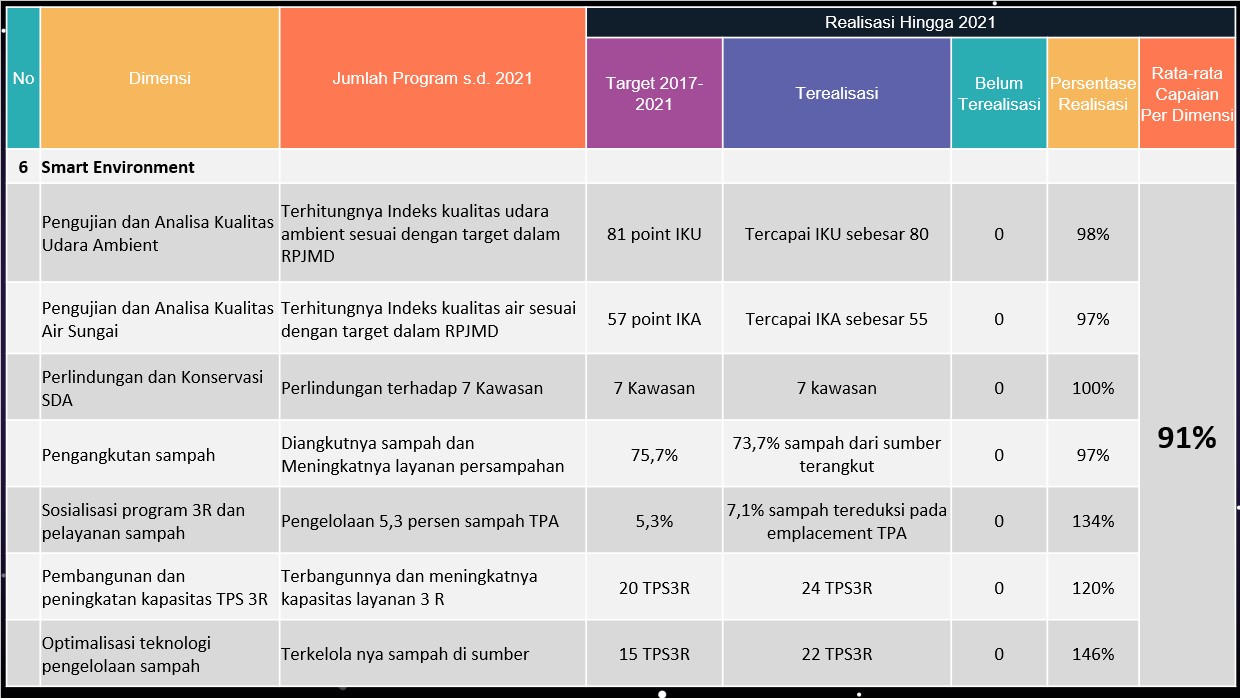 No
Dimensi
Jumlah Program s.d. 2021
Realisasi Hingga 2021
Target 2017-
2021
Terealisasi
Belum
Terealisasi
Persentase
Realisasi
Rata-rata
Capaian
Per Dimensi
6 Smart Environment
Pengujian dan Analisa Kualitas
Udara Ambient
Terhitungnya Indeks kualitas udara
ambient sesuai dengan target dalam
RPJMD
81 point IKU
Tercapai IKU sebesar 80
0
98%
91%
Pengujian dan Analisa Kualitas
Air Sungai
Terhitungnya Indeks kualitas air sesuai
dengan target dalam RPJMD
57 point IKA
Tercapai IKA sebesar 55
0
97%
Perlindungan dan Konservasi
SDA
Perlindungan terhadap 7 Kawasan
7 Kawasan
7 kawasan
0
100%
Pengangkutan sampah
Diangkutnya sampah dan
Meningkatnya layanan persampahan
75,7%
73,7% sampah dari sumber
terangkut
0
97%
Sosialisasi program 3R dan
pelayanan sampah
Pengelolaan 5,3 persen sampah TPA
5,3%
7,1% sampah tereduksi pada
emplacement TPA
0
134%
Pembangunan dan
peningkatan kapasitas TPS 3R
Terbangunnya dan meningkatnya
kapasitas layanan 3 R
20 TPS3R
24 TPS3R
0
120%
Optimalisasi teknologi
pengelolaan sampah
Terkelola nya sampah di sumber
15 TPS3R
22 TPS3R
0
146%